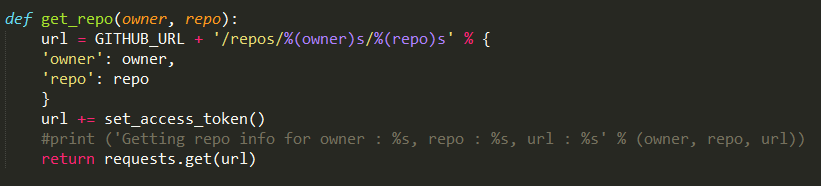 def get_repo(owner, repo):
    url = GITHUB_URL + '/repos/%(owner)s/%(repo)s' % {
    'owner': owner,
    'repo': repo
    }
    url += set_access_token()
    #print ('Getting repo info for owner : %s, repo : %s, url : %s' % (owner, repo, url))
    return requests.get(url)